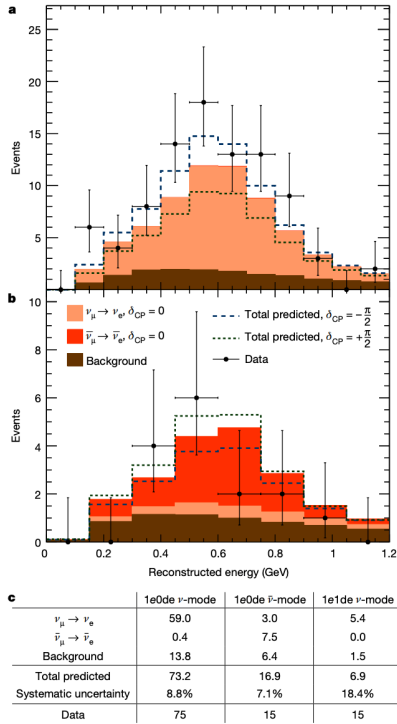 a
25
20
15
10
5
Events
b
10
8
6
4
2
0
Events
νμ → νe, δCP = 0
ν̄μ → ν̄e, δCP = 0
Background
Total predicted, δCP = −π/2
Total predicted, δCP = +π/2
Data
0 0.2 0.4 0.6 0.8 1.0 1.2
Reconstructed energy (GeV)
c
1e0de ν-mode 1e0de ν̄-mode 1e1de ν-mode
νμ → νe 59.0 3.0 5.4
ν̄μ → ν̄e 0.4 7.5 0.0
Background 13.8 6.4 1.5
Total predicted 73.2 16.9 6.9
Systematic uncertainty 8.8% 7.1% 18.4%
Data 75 15 15